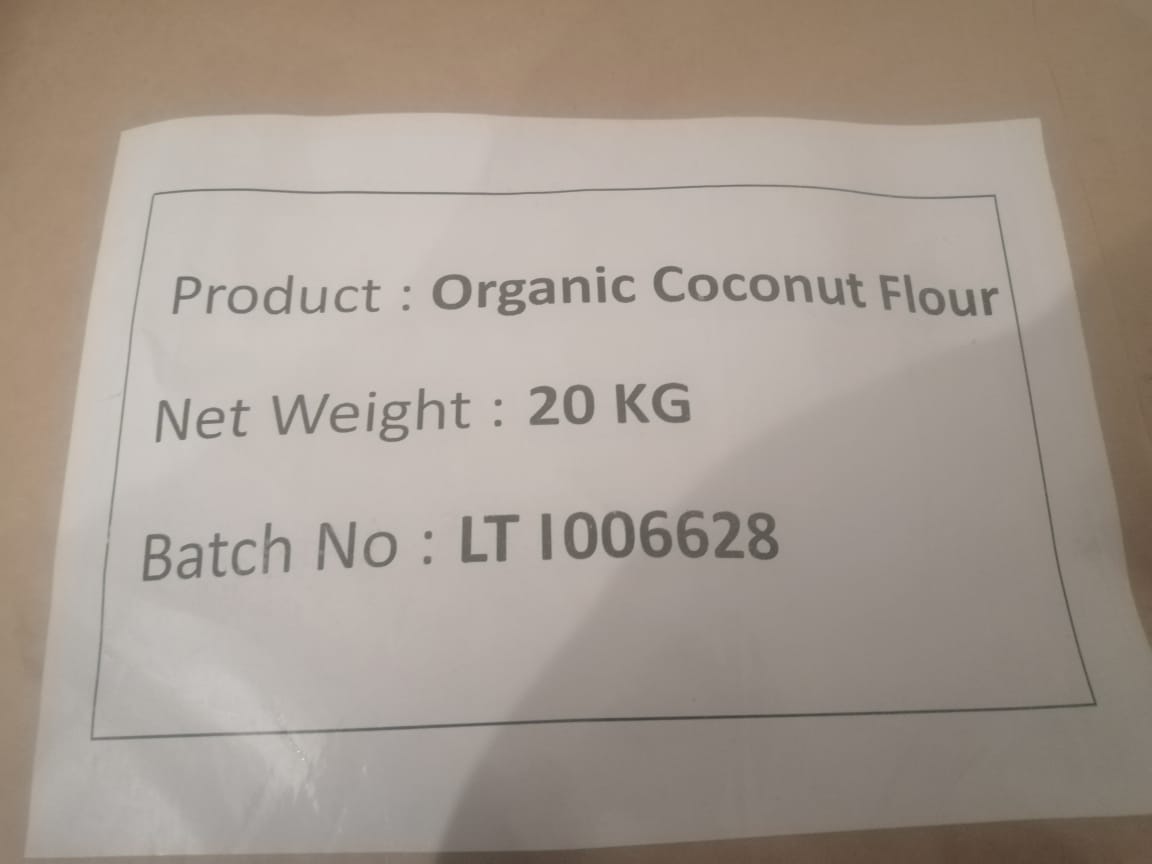 Product : Organic Coconut Flour
Net Weight : 20 KG
Batch No : LT I006628